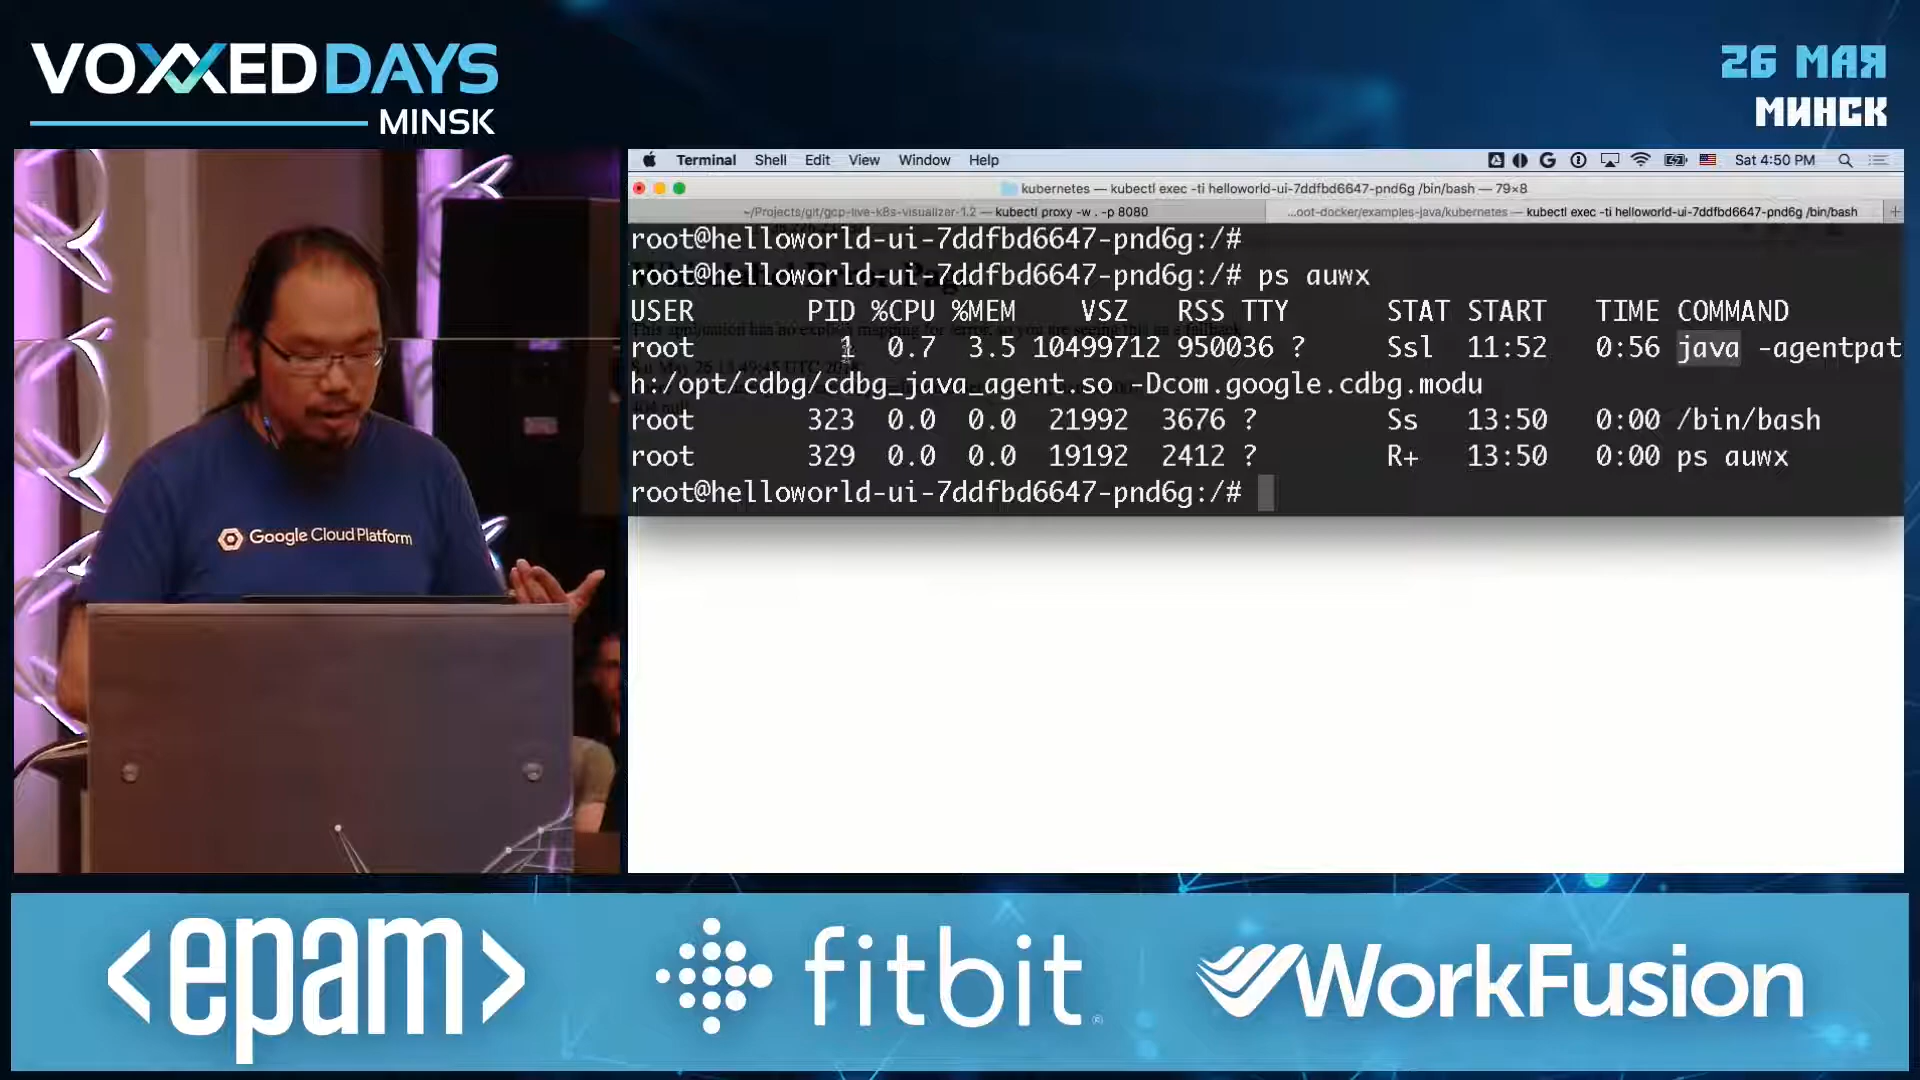 VOXXEDDAYS
MINSK
26 МАЯ
МИНСК
Terminal Shell Edit View Window Help
Sat 4:50 PM
kubernetes — kubectl exec -ti helloworld-ui-7ddfbd6647-pnd6g /bin/bash — 79×8
~/Projects/git/gcp-live-k8s-visualizer-1.2 — kubectl proxy -w . -p 8080
...oot-docker/examples-java/kubernetes — kubectl exec -ti helloworld-ui-7ddfbd6647-pnd6g /bin/bash
root@helloworld-ui-7ddfbd6647-pnd6g:/#
root@helloworld-ui-7ddfbd6647-pnd6g:/# ps auwx
USER PID %CPU %MEM VSZ RSS TTY STAT START TIME COMMAND
root 1 0.7 3.5 10499712 950036 ? Ssl 11:52 0:56 java -agentpat
h:/opt/cdbg/cdbg_java_agent.so -Dcom.google.cdbg.modu
root 323 0.0 0.0 21992 3676 ? Ss 13:50 0:00 /bin/bash
root 329 0.0 0.0 19192 2412 ? R+ 13:50 0:00 ps auwx
root@helloworld-ui-7ddfbd6647-pnd6g:/#
Google Cloud Platform
<epam>
fitbit
WorkFusion